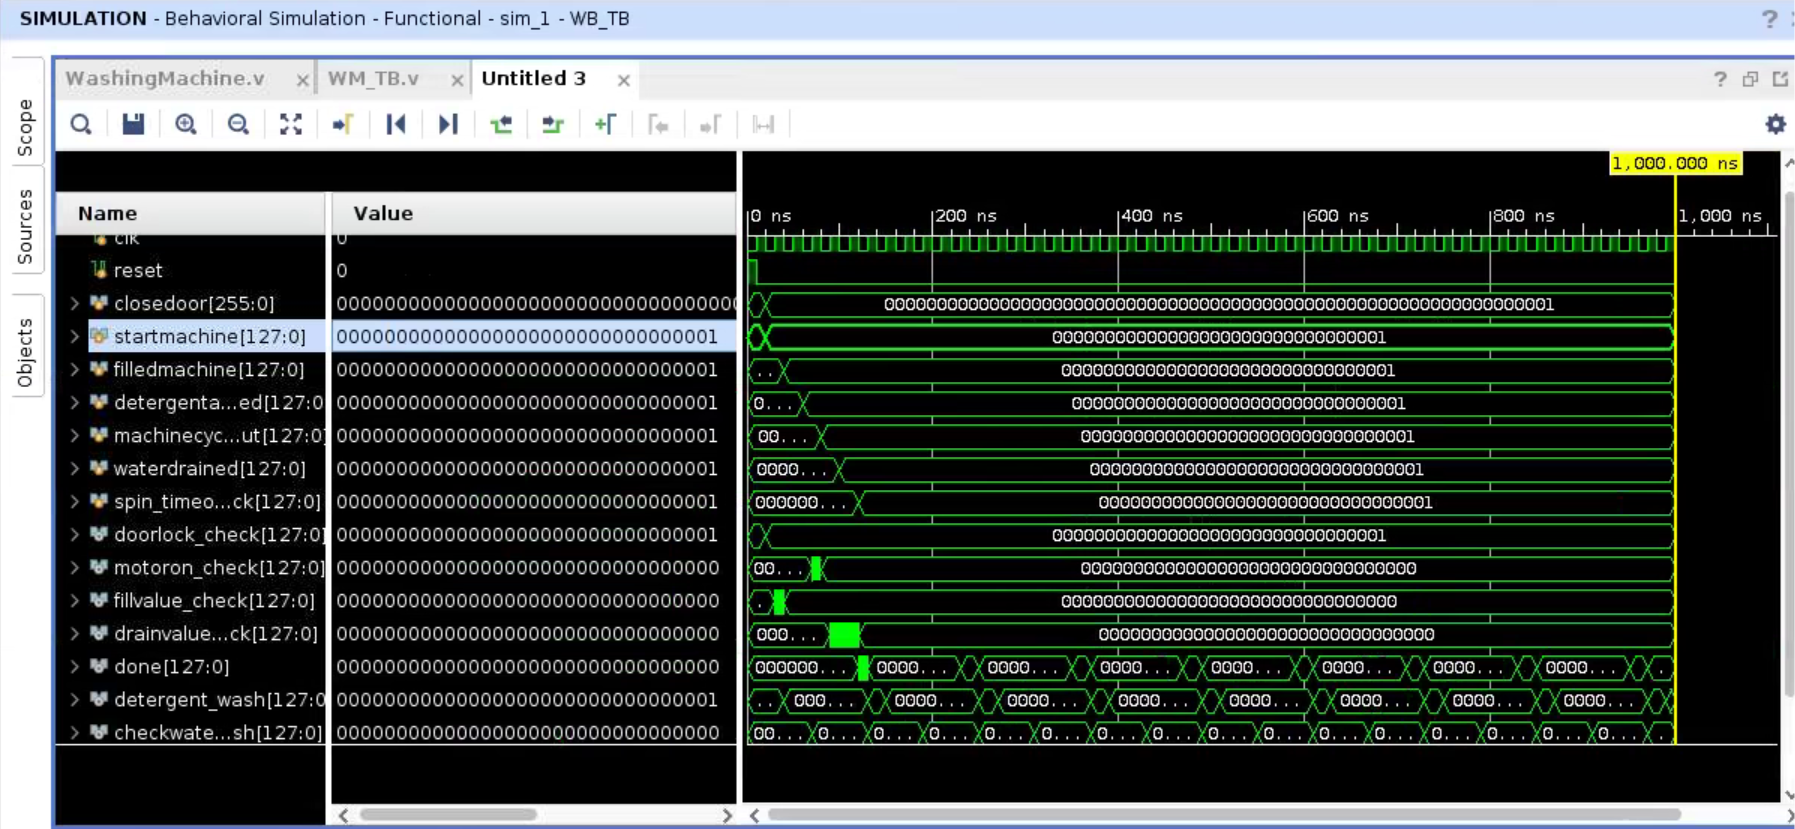 SIMULATION - Behavioral Simulation - Functional - sim_1 - WB_TB ?
WashingMachine.v × WM_TB.v × Untitled 3 × ?
Scope
Sources
Objects
1,000.000 ns
Name Value
0 ns 200 ns 400 ns 600 ns 800 ns 1,000 ns
clk 0
reset 0
closedoor[255:0]
startmachine[127:0] 00000000000000000000000000000001 00000000000000000000000000000001
filledmachine[127:0] 00000000000000000000000000000001 .. 00000000000000000000000000000001
detergenta...ed[127:0 00000000000000000000000000000001 0... 00000000000000000000000000000001
machinecyc...ut[127:0] 00000000000000000000000000000001 00... 00000000000000000000000000000001
waterdrained[127:0] 00000000000000000000000000000001 0000... 00000000000000000000000000000001
spin_timeo...ck[127:0] 00000000000000000000000000000001 000000... 00000000000000000000000000000001
doorlock_check[127:0] 00000000000000000000000000000001 00000000000000000000000000000001
motoron_check[127:0] 00000000000000000000000000000000 00... 00000000000000000000000000000000
fillvalue_check[127:0] 00000000000000000000000000000000 . 00000000000000000000000000000000
drainvalue...ck[127:0] 00000000000000000000000000000000 000... 00000000000000000000000000000000
done[127:0] 00000000000000000000000000000000 000000... 0000... 0000... 0000... 0000... 0000... 0000... 0000... ..
detergent_wash[127:0 00000000000000000000000000000001 .. 000... 0000... 0000... 0000... 0000... 0000... 0000...
checkwate...sh[127:0] 00000000000000000000000000000000 00... 0... 0... 0... 0... 0... 0... 0... 0... 0... 0... 0... 0... 0... 0... 0... .